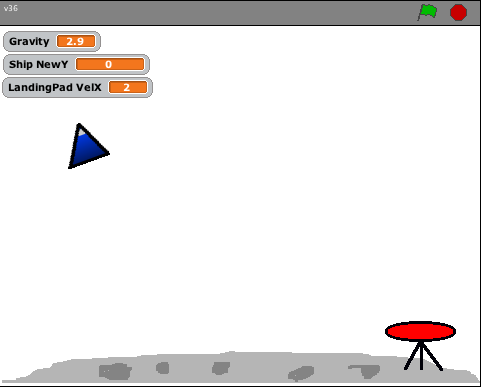 v36
Gravity 2.9
Ship NewY 0
LandingPad VelX 2